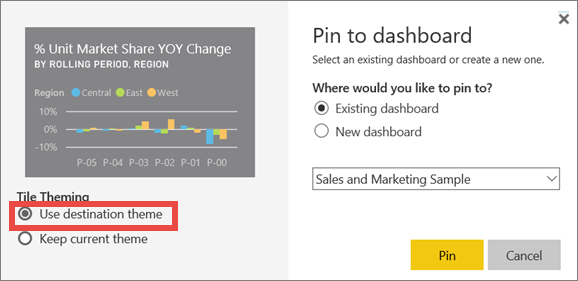 % Unit Market Share YOY Change
BY ROLLING PERIOD, REGION
Region Central East West
10%
0%
-10%
P-05 P-04 P-03 P-02 P-01 P-00
Tile Theming
Use destination theme
Keep current theme
Pin to dashboard
Select an existing dashboard or create a new one.
Where would you like to pin to?
Existing dashboard
New dashboard
Sales and Marketing Sample
Pin Cancel